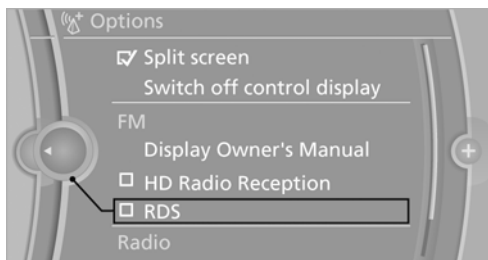 Options
Split screen
Switch off control display
FM
Display Owner's Manual
HD Radio Reception
RDS
Radio